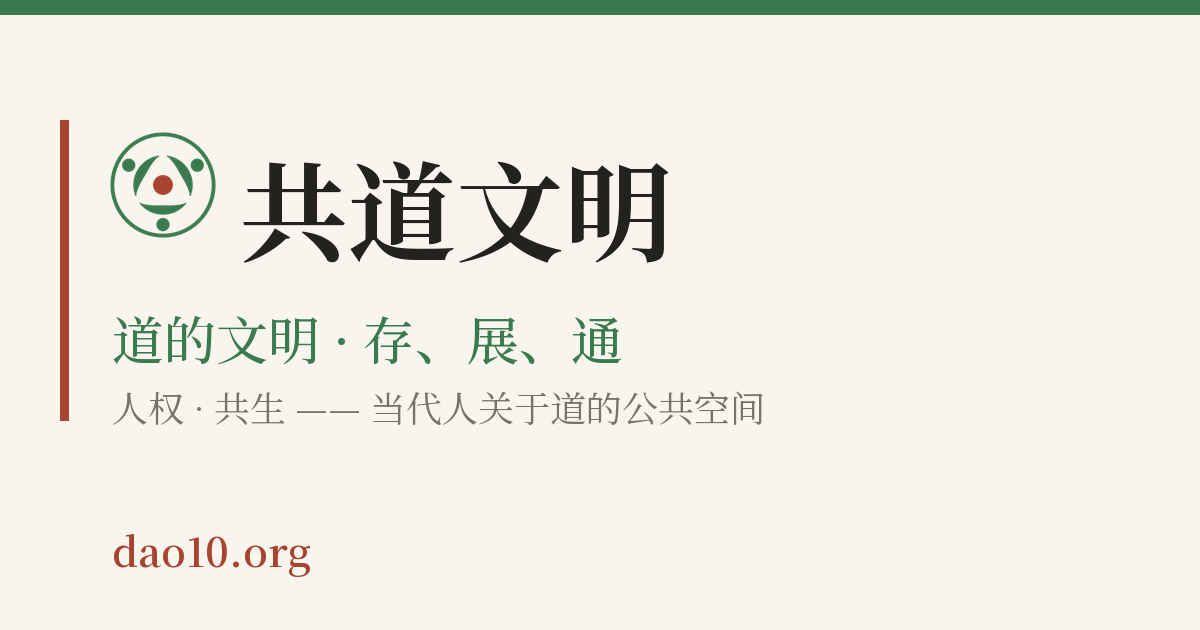 共道文明
道的文明 · 存、展、通
人权 · 共生 —— 当代人关于道的公共空间
dao10.org